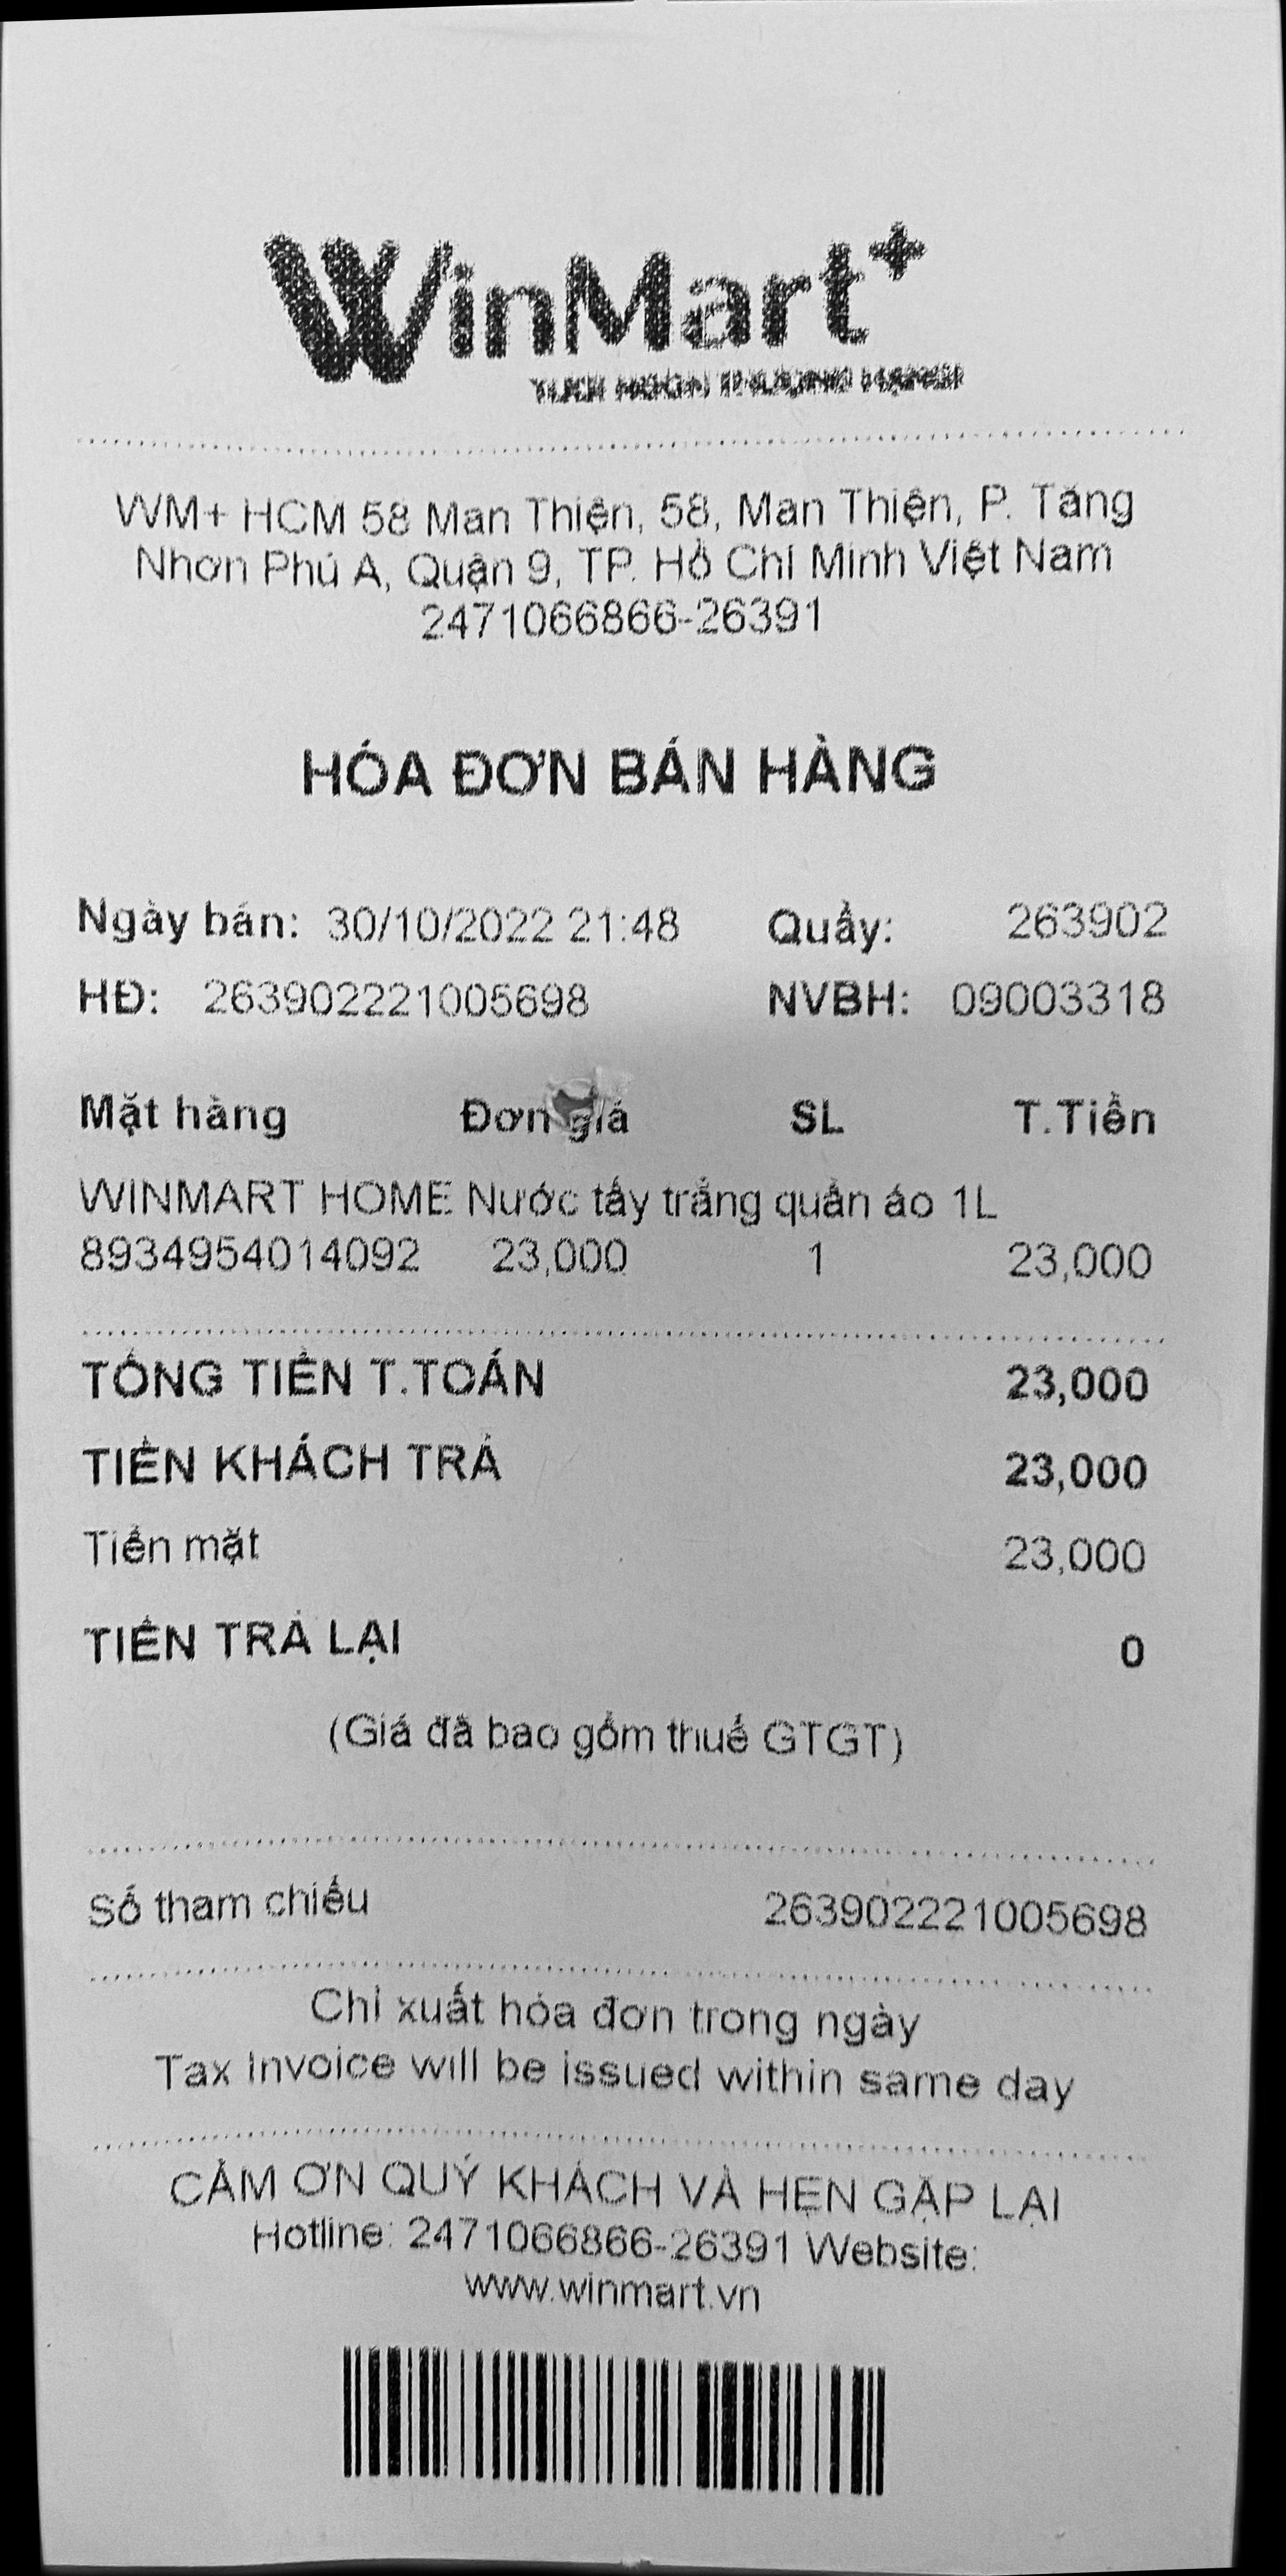 WinMart+
WM+ HCM 58 Man Thiện, 58, Man Thiện, P. Tăng
Nhơn Phú A, Quận 9, TP. Hồ Chí Minh Việt Nam
2471066866-26391
HÓA ĐƠN BÁN HÀNG
Ngày bán: 30/10/2022 21:48 Quầy: 263902
HĐ: 263902221005698 NVBH: 09003318
Mặt hàng Đơn giá SL T.Tiền
WINMART HOME Nước tẩy trắng quần áo 1L
8934954014092 23,000 1 23,000
TỔNG TIỀN T.TOÁN 23,000
TIỀN KHÁCH TRẢ 23,000
Tiền mặt 23,000
TIỀN TRẢ LẠI 0
(Giá đã bao gồm thuế GTGT)
Số tham chiếu 263902221005698
Chỉ xuất hóa đơn trong ngày
Tax Invoice will be issued within same day
CẢM ƠN QUÝ KHÁCH VÀ HẸN GẶP LẠI
Hotline: 2471066866-26391 Website:
www.winmart.vn